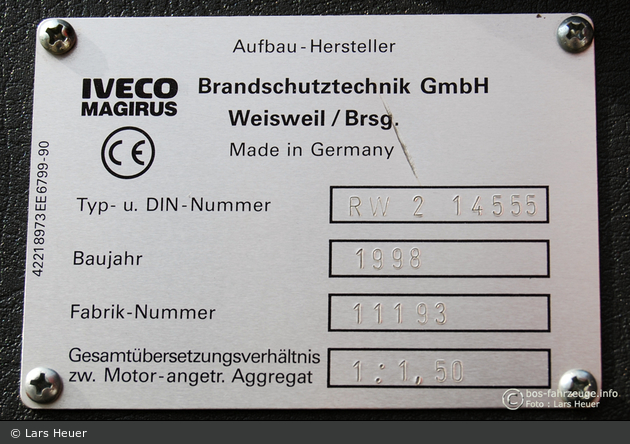 Aufbau-Hersteller
IVECO
MAGIRUS
Brandschutztechnik GmbH
Weisweil / Brsg.
Made in Germany
CE
42218973 EE 6799-90
Typ- u. DIN-Nummer
RW 2 14555
Baujahr
1998
Fabrik-Nummer
11193
Gesamtübersetzungsverhältnis
zw. Motor-angetr. Aggregat
1:1,50
© bos-fahrzeuge.info
Foto : Lars Heuer
© Lars Heuer